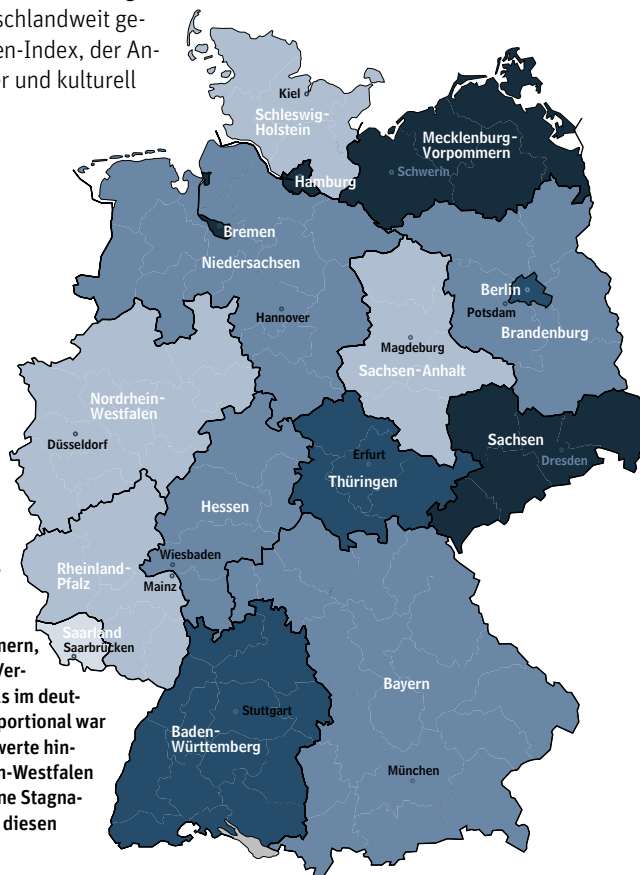 schlandweit ge-
en-Index, der An-
er und kulturell
Kiel
Schleswig-
Holstein
Mecklenburg-
Vorpommern
Schwerin
Hamburg
Bremen
Niedersachsen
Berlin
Potsdam
Brandenburg
Hannover
Magdeburg
Sachsen-Anhalt
Nordrhein-
Westfalen
Düsseldorf
Sachsen
Dresden
Erfurt
Thüringen
Hessen
Wiesbaden
Rheinland-
Pfalz
Mainz
Saarland
Saarbrücken
Bayern
Stuttgart
Baden-
Württemberg
München
mern,
Ver-
s im deut-
portional war
werte hin-
n-Westfalen
ne Stagna-
diesen